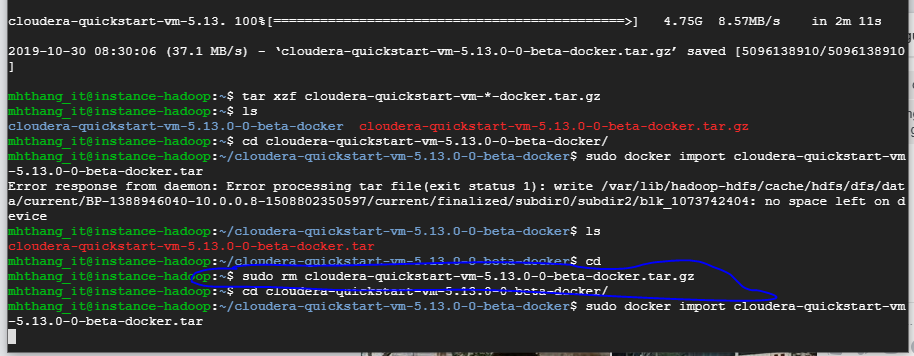 cloudera-quickstart-vm-5.13. 100%[============================================>]   4.75G  8.57MB/s    in 2m 11s
2019-10-30 08:30:06 (37.1 MB/s) - ‘cloudera-quickstart-vm-5.13.0-0-beta-docker.tar.gz’ saved [5096138910/5096138910
]
mhthang_it@instance-hadoop:~$ tar xzf cloudera-quickstart-vm-*-docker.tar.gz
mhthang_it@instance-hadoop:~$ ls
cloudera-quickstart-vm-5.13.0-0-beta-docker  cloudera-quickstart-vm-5.13.0-0-beta-docker.tar.gz
mhthang_it@instance-hadoop:~$ cd cloudera-quickstart-vm-5.13.0-0-beta-docker/
mhthang_it@instance-hadoop:~/cloudera-quickstart-vm-5.13.0-0-beta-docker$ sudo docker import cloudera-quickstart-vm
-5.13.0-0-beta-docker.tar
Error response from daemon: Error processing tar file(exit status 1): write /var/lib/hadoop-hdfs/cache/hdfs/dfs/dat
a/current/BP-1388946040-10.0.0.8-1508802350597/current/finalized/subdir0/subdir2/blk_1073742404: no space left on d
evice
mhthang_it@instance-hadoop:~/cloudera-quickstart-vm-5.13.0-0-beta-docker$ ls
cloudera-quickstart-vm-5.13.0-0-beta-docker.tar
mhthang_it@instance-hadoop:~/cloudera-quickstart-vm-5.13.0-0-beta-docker$ cd
mhthang_it@instance-hadoop:~$ sudo rm cloudera-quickstart-vm-5.13.0-0-beta-docker.tar.gz
mhthang_it@instance-hadoop:~$ cd cloudera-quickstart-vm-5.13.0-0-beta-docker/
mhthang_it@instance-hadoop:~/cloudera-quickstart-vm-5.13.0-0-beta-docker$ sudo docker import cloudera-quickstart-vm
-5.13.0-0-beta-docker.tar